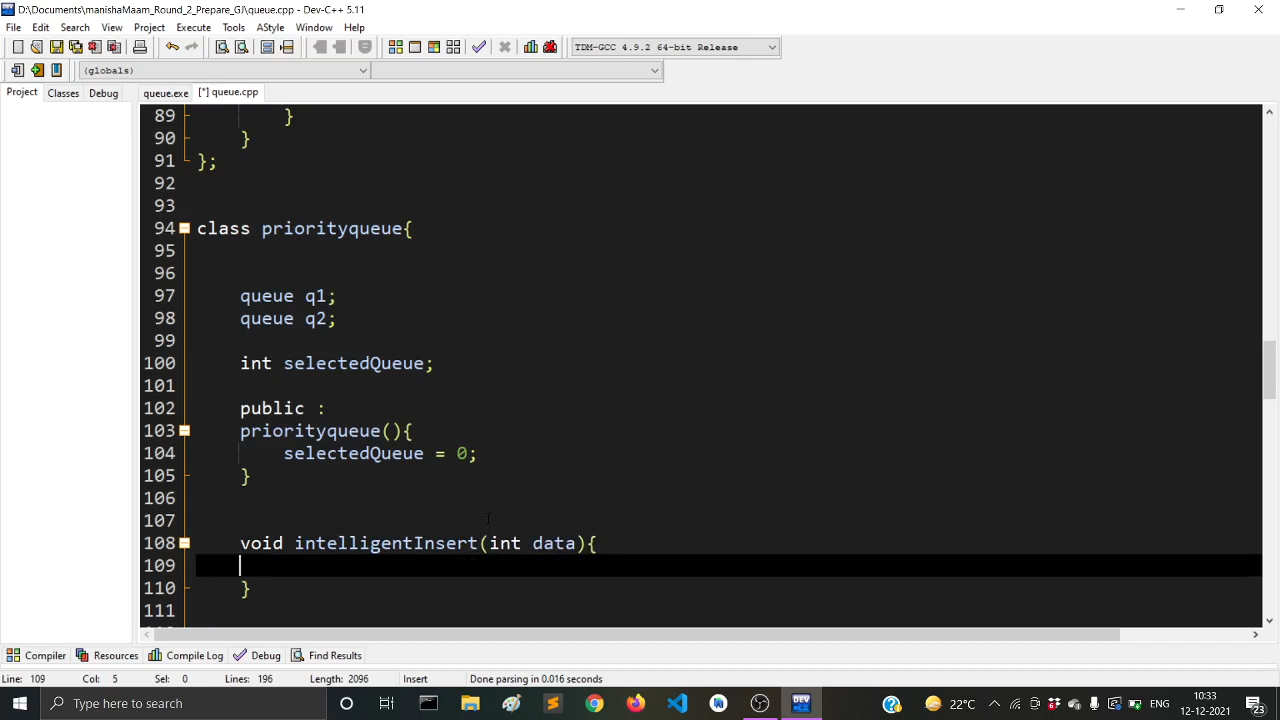 D:\Documents\manishaMaam_Round_2_Prepare_GJ\queue.cpp - Dev-C++ 5.11
File Edit Search View Project Execute Tools AStyle Window Help
TDM-GCC 4.9.2 64-bit Release
(globals)
Project Classes Debug queue.exe [*] queue.cpp
89 }
90 }
91 };
92
93
94 class priorityqueue{
95
96
97 queue q1;
98 queue q2;
99
100 int selectedQueue;
101
102 public :
103 priorityqueue(){
104 selectedQueue = 0;
105 }
106
107
108 void intelligentInsert(int data){
109
110 }
111
Compiler Resources Compile Log Debug Find Results
Line: 109 Col: 5 Sel: 0 Lines: 196 Length: 2096 Insert Done parsing in 0.016 seconds
Type here to search 22°C ENG 10:33
12-12-2021 23